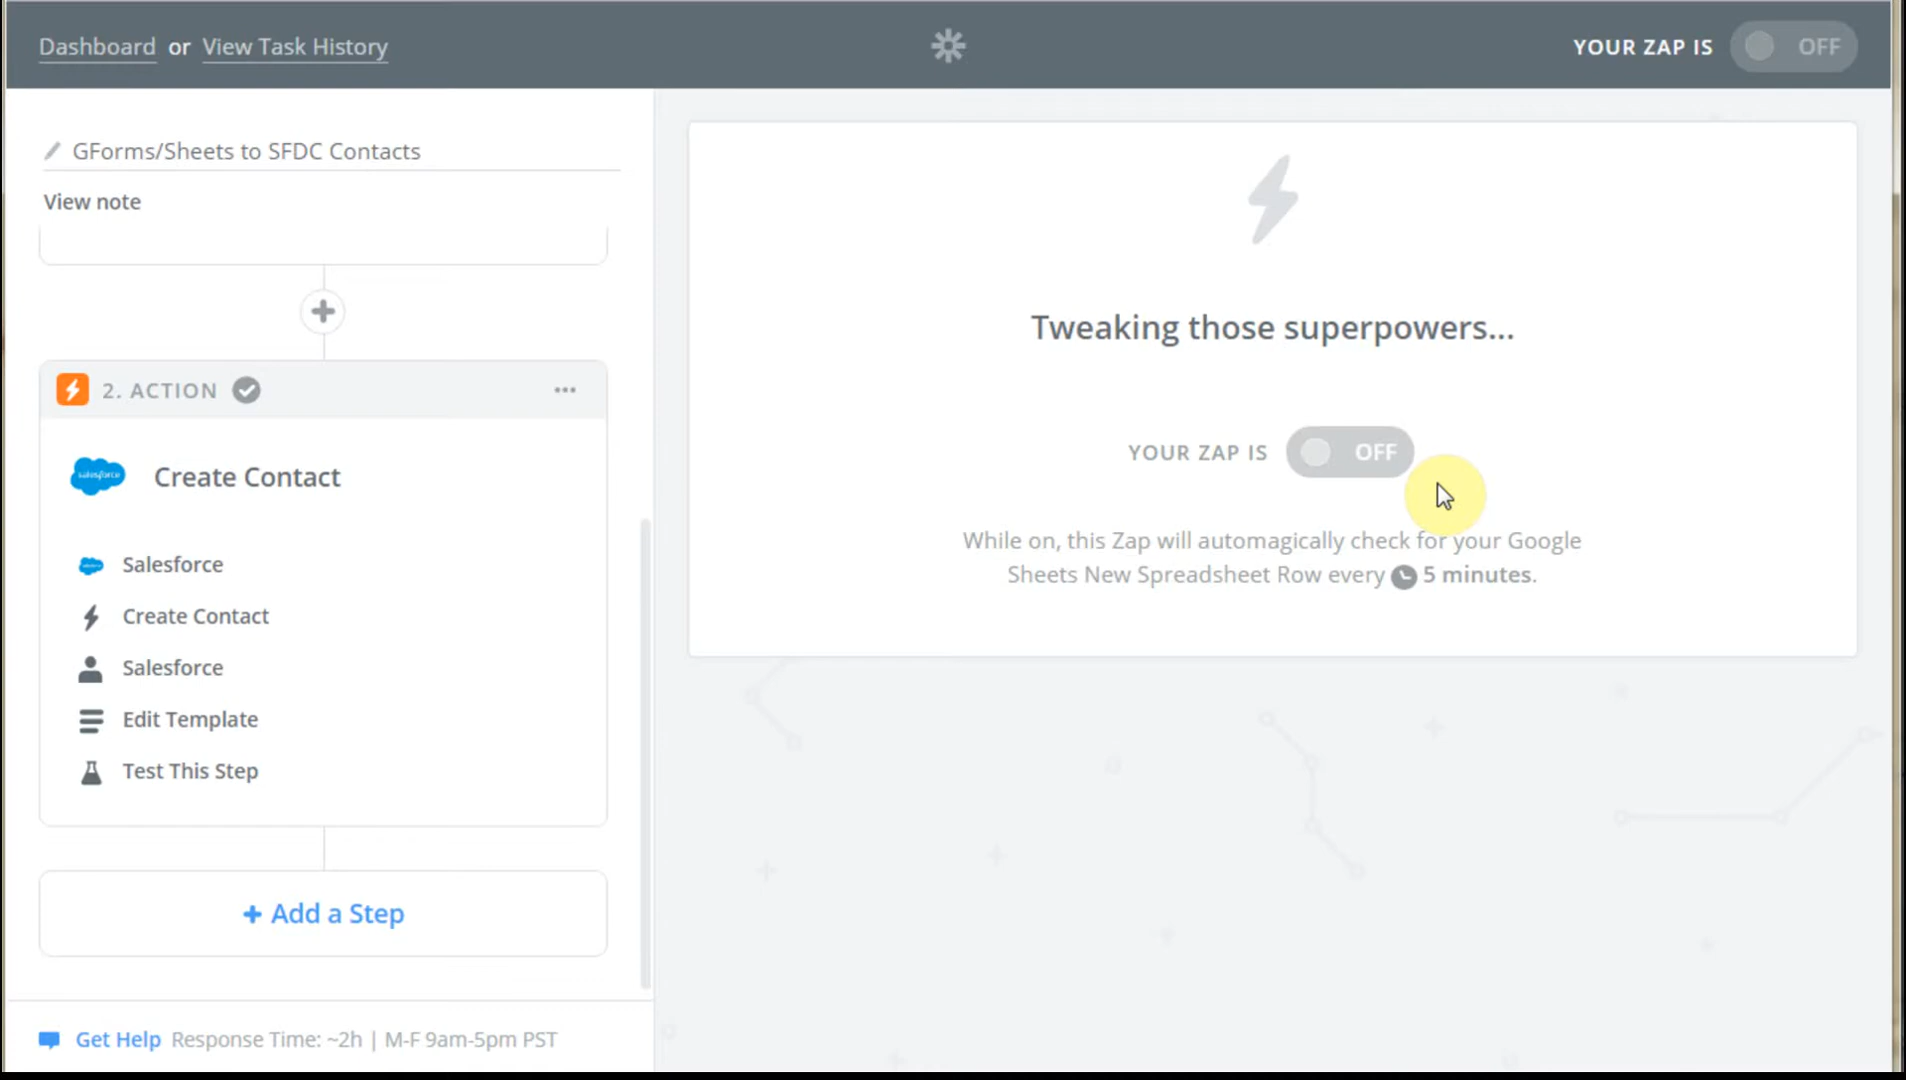 Dashboard or View Task History
YOUR ZAP IS OFF
GForms/Sheets to SFDC Contacts
View note
2. ACTION
salesforce Create Contact
Salesforce
Create Contact
Salesforce
Edit Template
Test This Step
+ Add a Step
Get Help Response Time: ~2h | M-F 9am-5pm PST
Tweaking those superpowers...
YOUR ZAP IS OFF
While on, this Zap will automagically check for your Google
Sheets New Spreadsheet Row every 5 minutes.